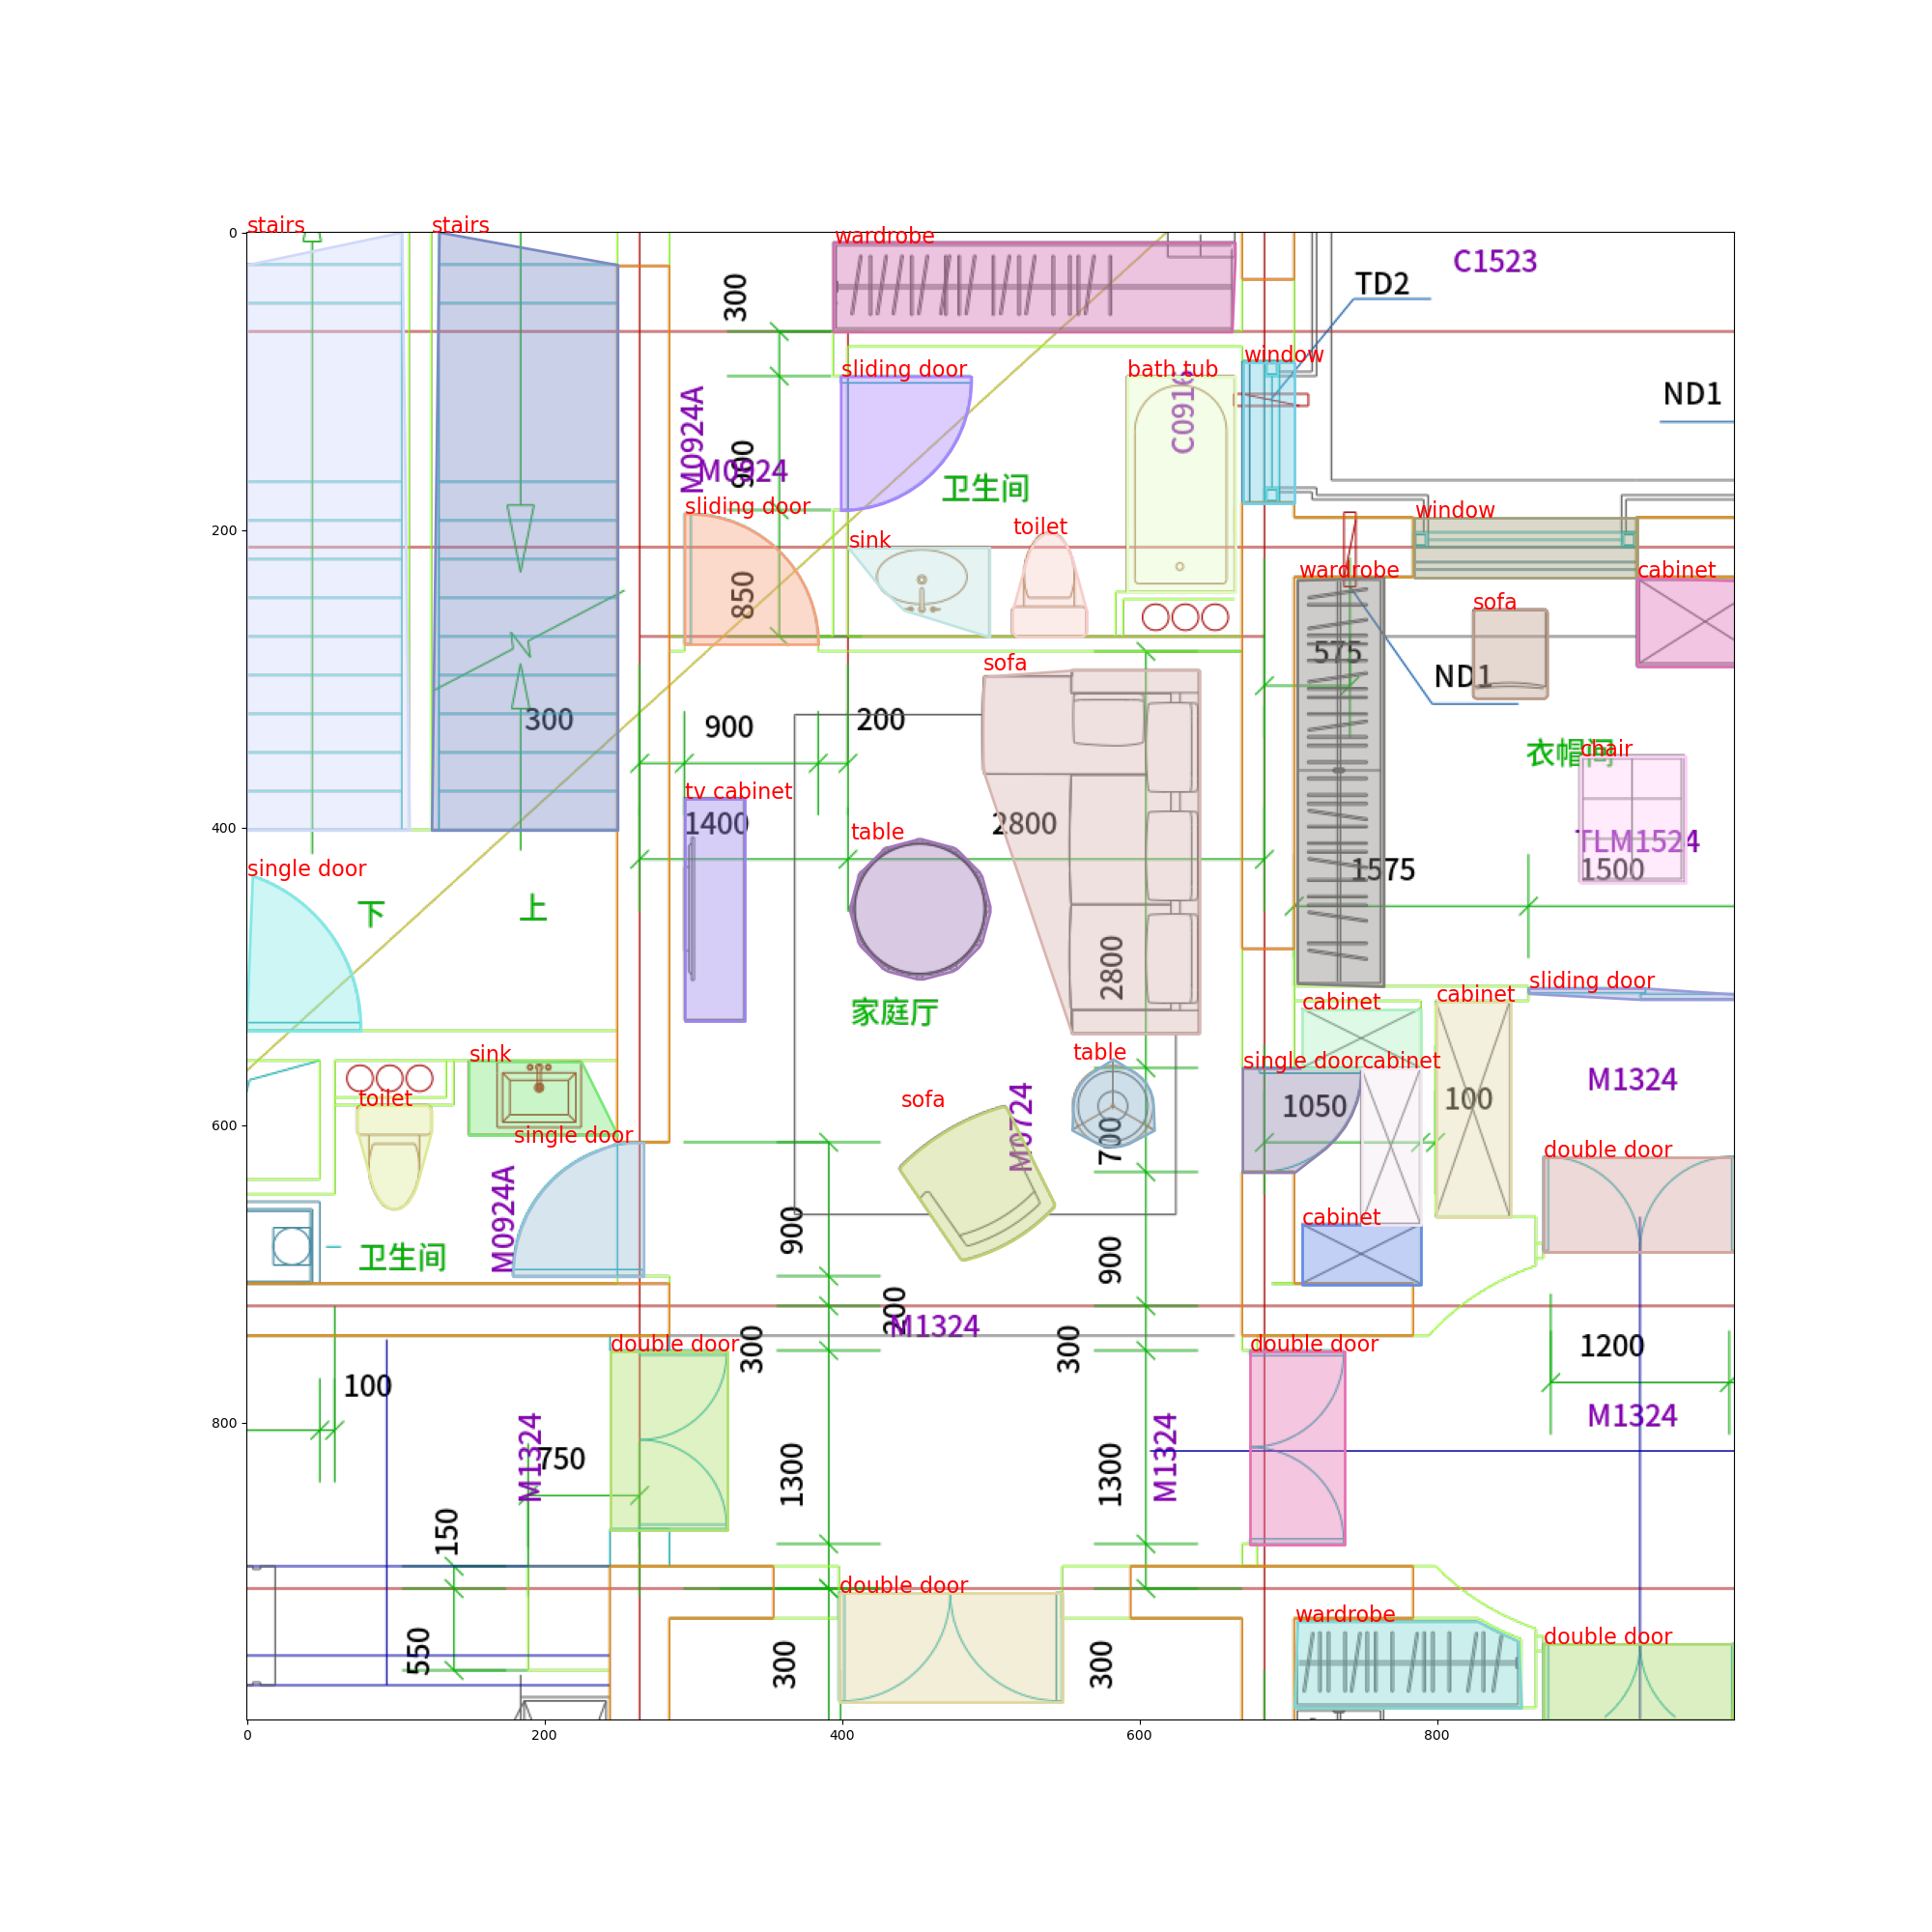 stairs
stairs
wardrobe
C1523
TD2
300
sliding door
bath tub
window
ND1
M0924A
C0916
900
M0924
卫生间
sliding door
sink
toilet
window
wardrobe
cabinet
850
sofa
575
sofa
ND1
300
900
200
衣帽间
chair
tv cabinet
1400
table
2800
TLM1524
1575
1500
single door
下
上
2800
sliding door
家庭厅
cabinet
cabinet
sink
table
single door
cabinet
M1324
toilet
sofa
M0724
1050
100
700
single door
double door
M0924A
900
卫生间
900
cabinet
200
M1324
double door
300
300
double door
1200
100
M1324
M1324
750
1300
1300
M1324
150
double door
550
300
300
wardrobe
double door
0
200
400
600
800
0
200
400
600
800